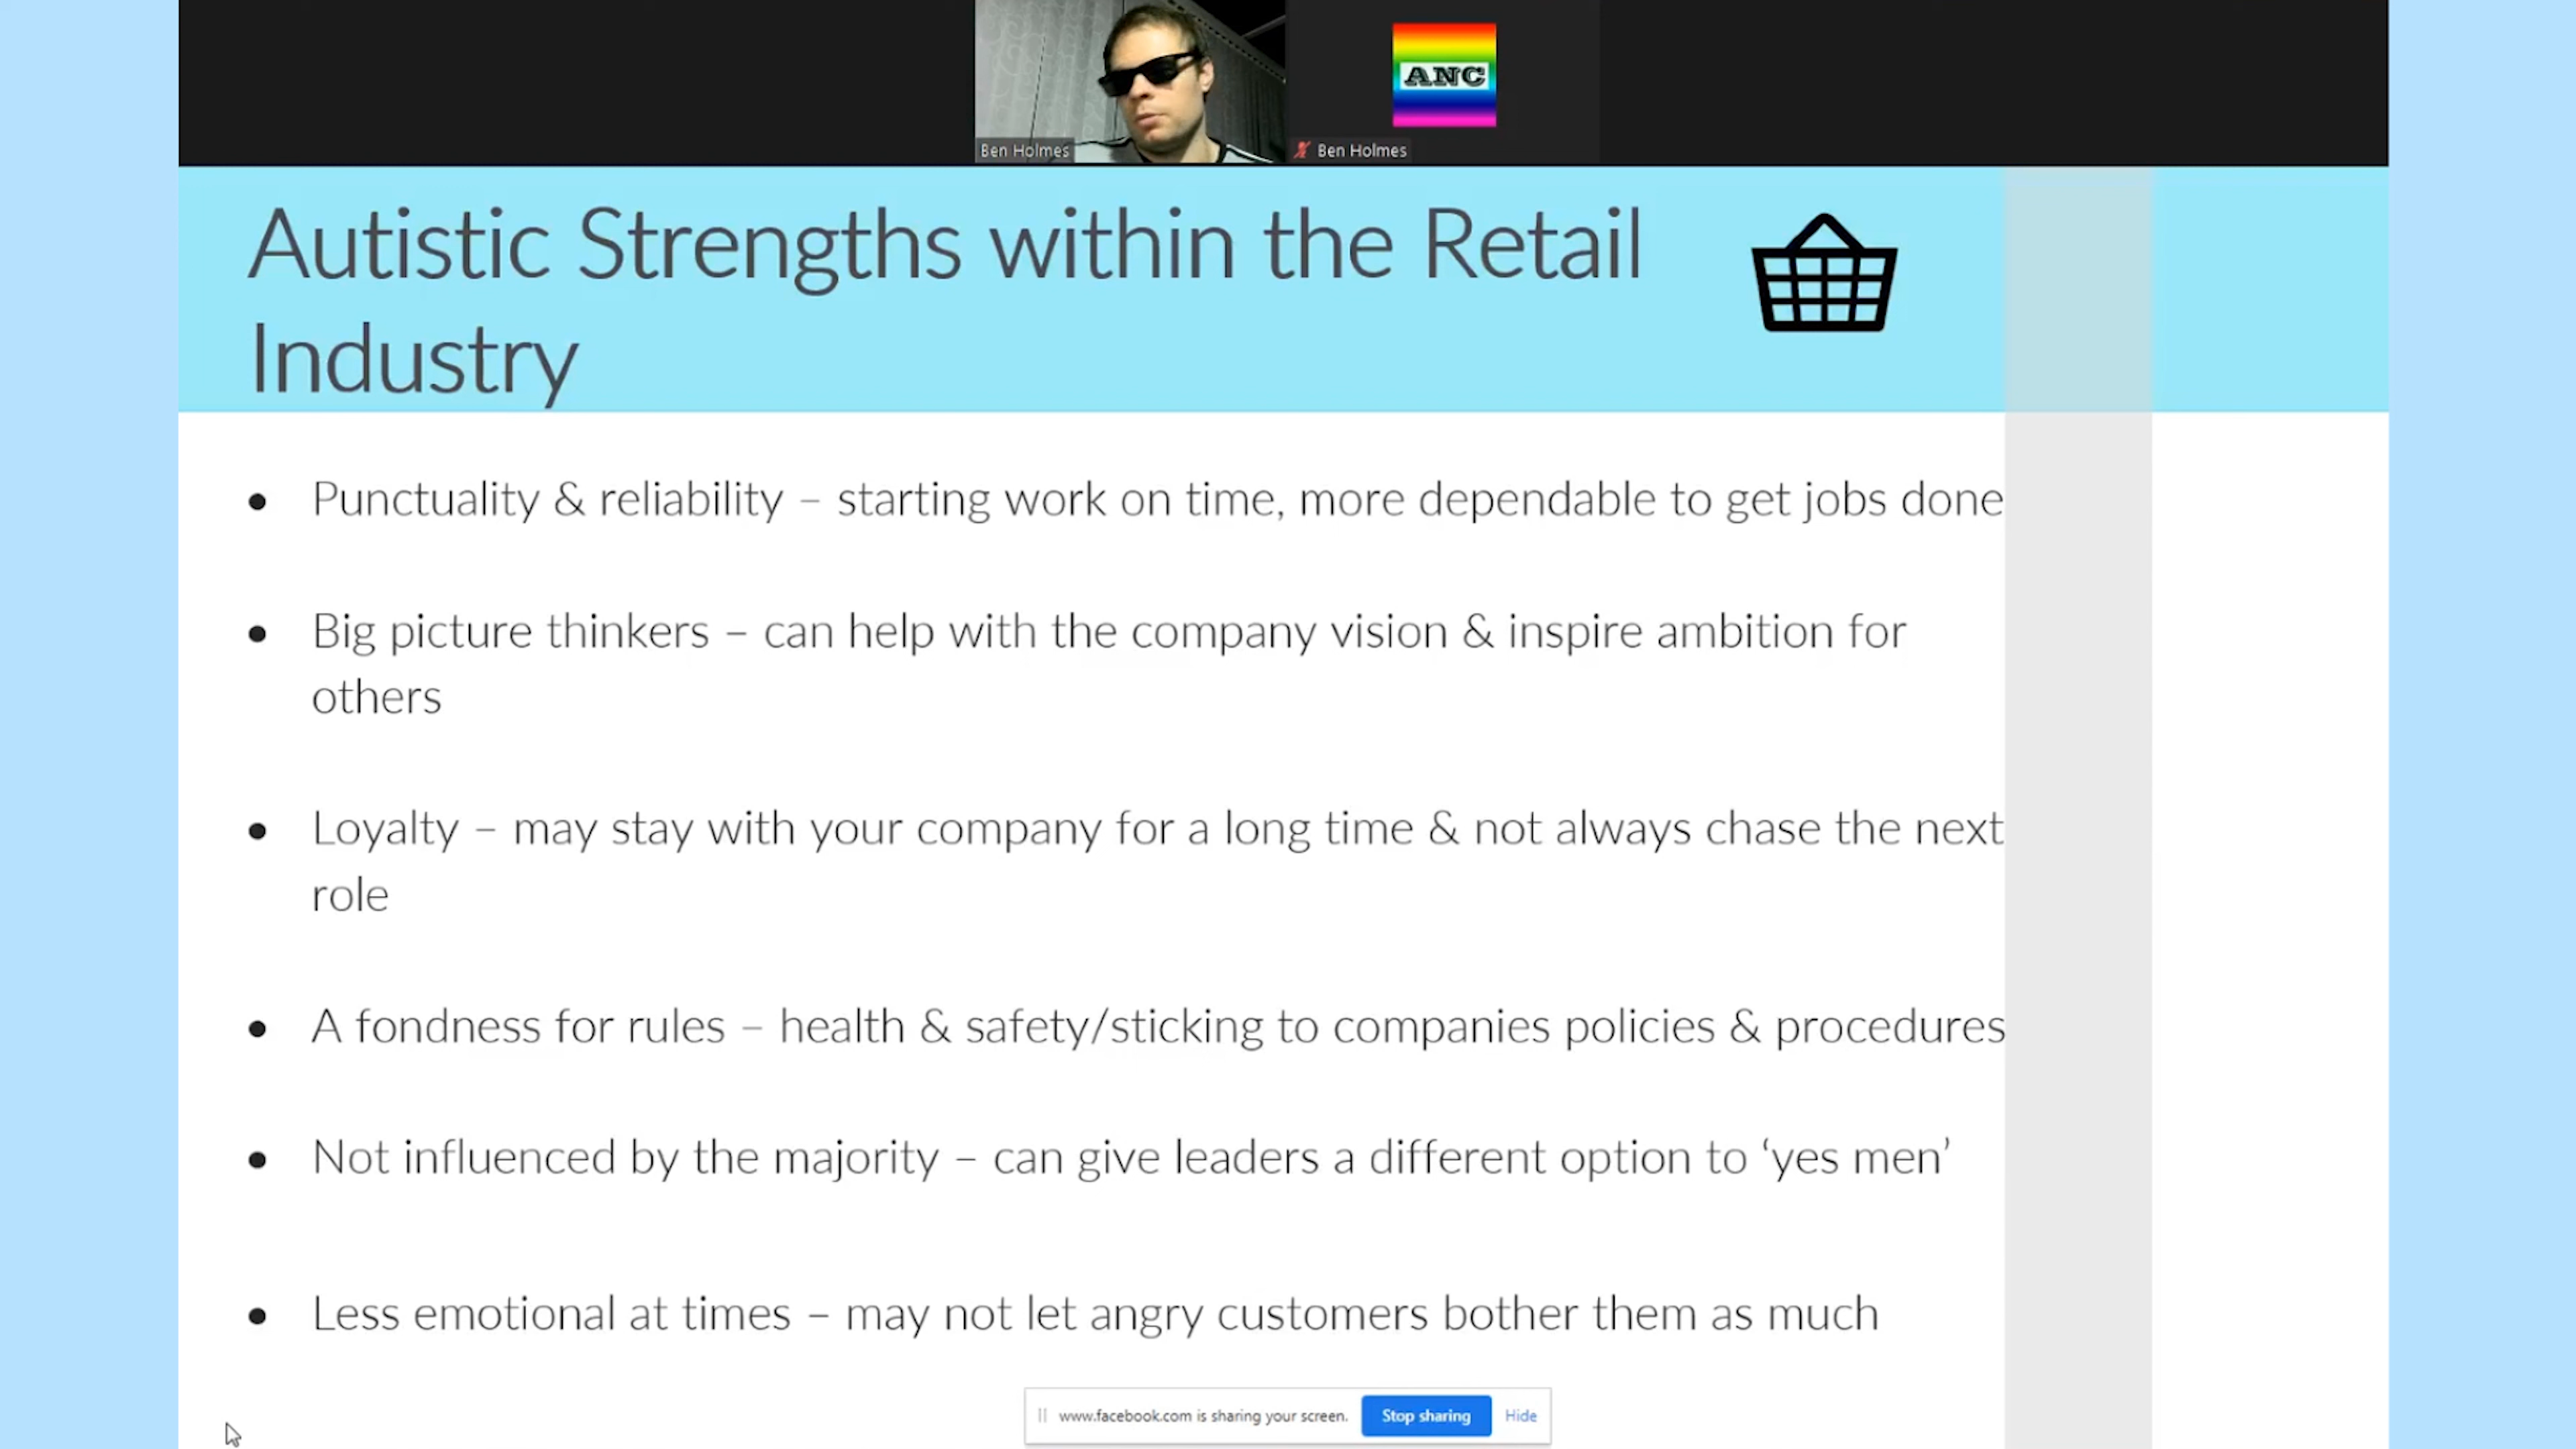 ANC
Ben Holmes
Ben Holmes
Autistic Strengths within the Retail
Industry
• Punctuality & reliability – starting work on time, more dependable to get jobs done
• Big picture thinkers – can help with the company vision & inspire ambition for
others
• Loyalty – may stay with your company for a long time & not always chase the next
role
• A fondness for rules – health & safety/sticking to companies policies & procedures
• Not influenced by the majority – can give leaders a different option to ‘yes men’
• Less emotional at times – may not let angry customers bother them as much
www.facebook.com is sharing your screen. Stop sharing Hide